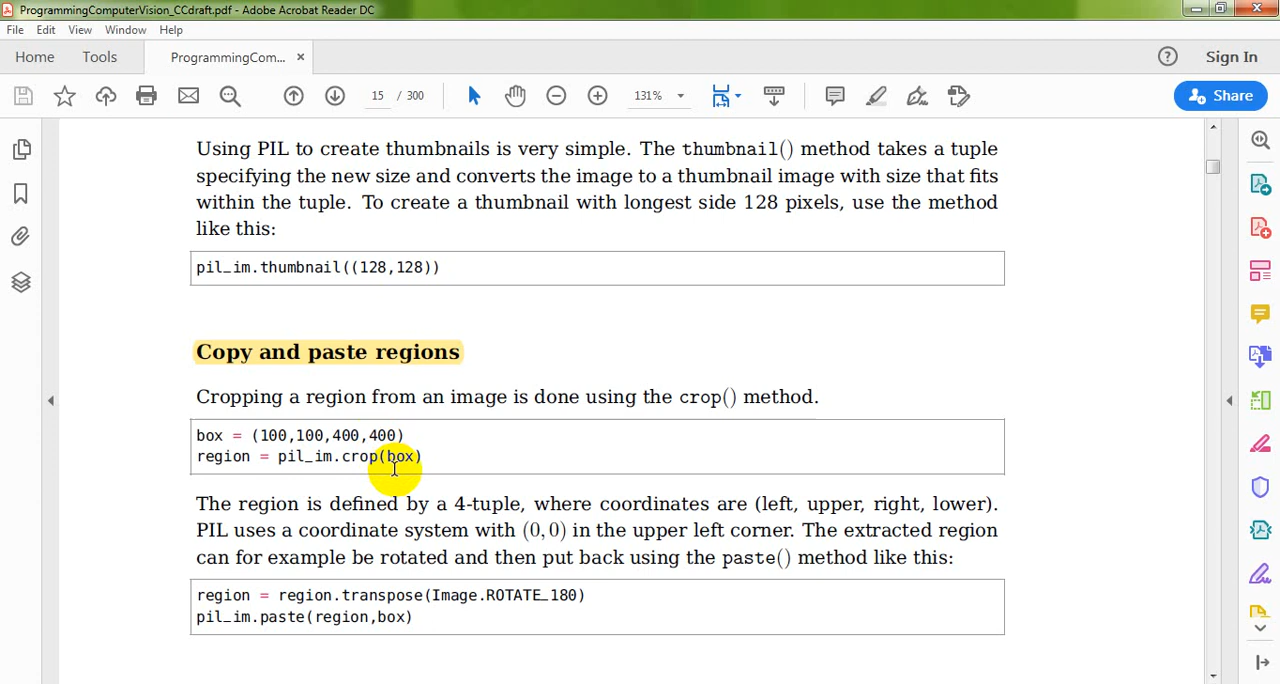 ProgrammingComputerVision_CCdraft.pdf - Adobe Acrobat Reader DC
File Edit View Window Help
Home Tools ProgrammingCom... × ? Sign In
15 / 300 131% Share
Using PIL to create thumbnails is very simple. The thumbnail() method takes a tuple
specifying the new size and converts the image to a thumbnail image with size that fits
within the tuple. To create a thumbnail with longest side 128 pixels, use the method
like this:
pil_im.thumbnail((128,128))
Copy and paste regions
Cropping a region from an image is done using the crop() method.
box = (100,100,400,400)
region = pil_im.crop(box)
The region is defined by a 4-tuple, where coordinates are (left, upper, right, lower).
PIL uses a coordinate system with (0,0) in the upper left corner. The extracted region
can for example be rotated and then put back using the paste() method like this:
region = region.transpose(Image.ROTATE_180)
pil_im.paste(region,box)